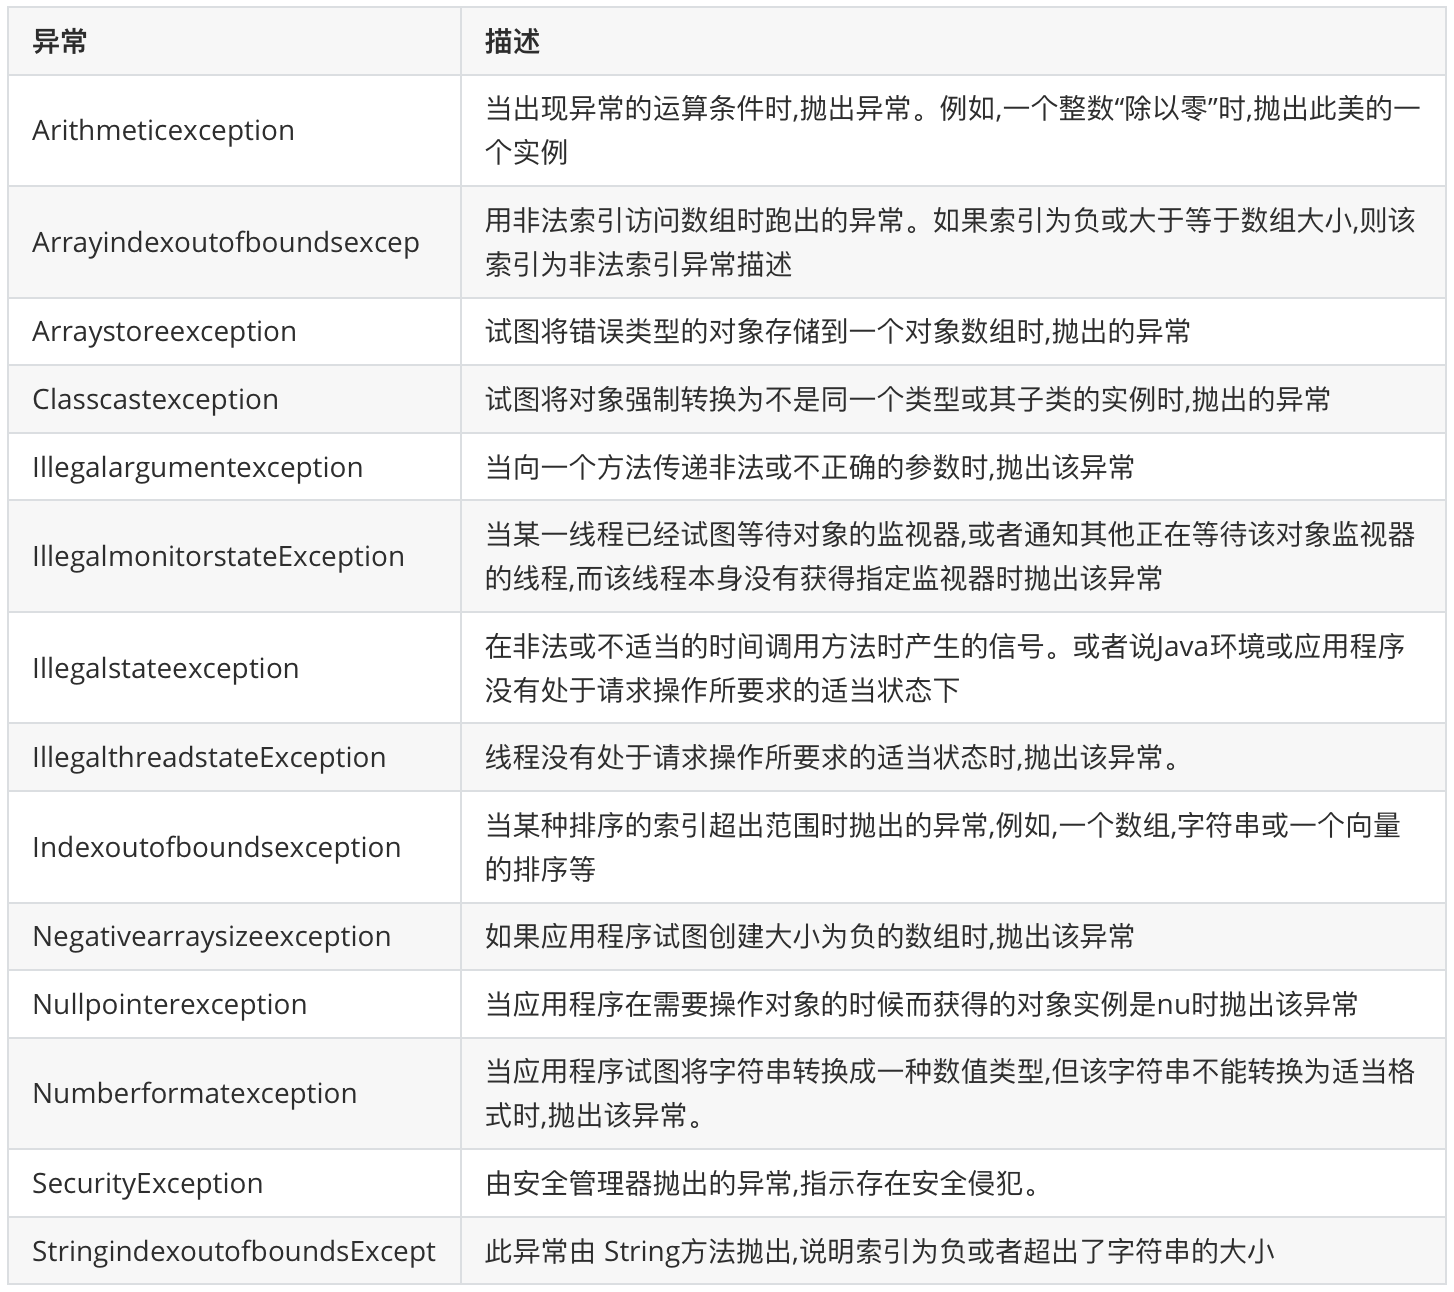 异常
描述
Arithmeticexception
当出现异常的运算条件时,抛出异常。例如,一个整数“除以零”时,抛出此美的一
个实例
Arrayindexoutofboundsexcep
用非法索引访问数组时跑出的异常。如果索引为负或大于等于数组大小,则该
索引为非法索引异常描述
Arraystoreexception
试图将错误类型的对象存储到一个对象数组时,抛出的异常
Classcastexception
试图将对象强制转换为不是同一个类型或其子类的实例时,抛出的异常
Illegalargumentexception
当向一个方法传递非法或不正确的参数时,抛出该异常
IllegalmonitorstateException
当某一线程已经试图等待对象的监视器,或者通知其他正在等待该对象监视器
的线程,而该线程本身没有获得指定监视器时抛出该异常
Illegalstateexception
在非法或不适当的时间调用方法时产生的信号。或者说Java环境或应用程序
没有处于请求操作所要求的适当状态下
IllegalthreadstateException
线程没有处于请求操作所要求的适当状态时,抛出该异常。
Indexoutofboundsexception
当某种排序的索引超出范围时抛出的异常,例如,一个数组,字符串或一个向量
的排序等
Negativearraysizeexception
如果应用程序试图创建大小为负的数组时,抛出该异常
Nullpointerexception
当应用程序在需要操作对象的时候而获得的对象实例是nu时抛出该异常
Numberformatexception
当应用程序试图将字符串转换成一种数值类型,但该字符串不能转换为适当格
式时,抛出该异常。
SecurityException
由安全管理器抛出的异常,指示存在安全侵犯。
StringindexoutofboundsExcept
此异常由 String方法抛出,说明索引为负或者超出了字符串的大小